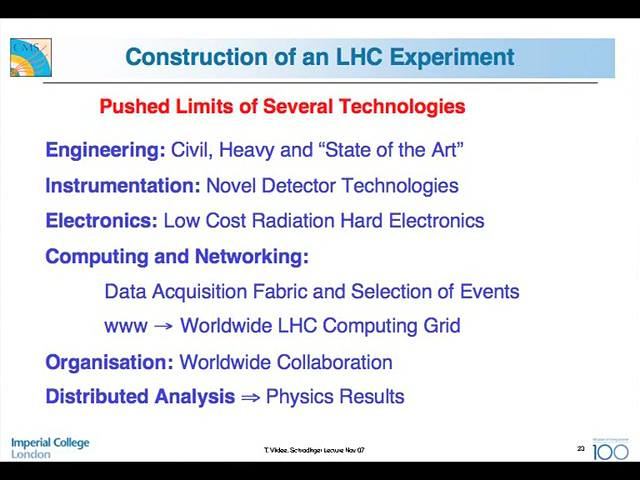 CMS
Construction of an LHC Experiment
Pushed Limits of Several Technologies
Engineering: Civil, Heavy and “State of the Art”
Instrumentation: Novel Detector Technologies
Electronics: Low Cost Radiation Hard Electronics
Computing and Networking:
Data Acquisition Fabric and Selection of Events
www → Worldwide LHC Computing Grid
Organisation: Worldwide Collaboration
Distributed Analysis ⇒ Physics Results
Imperial College
London
Lecture Nov 07
23
100